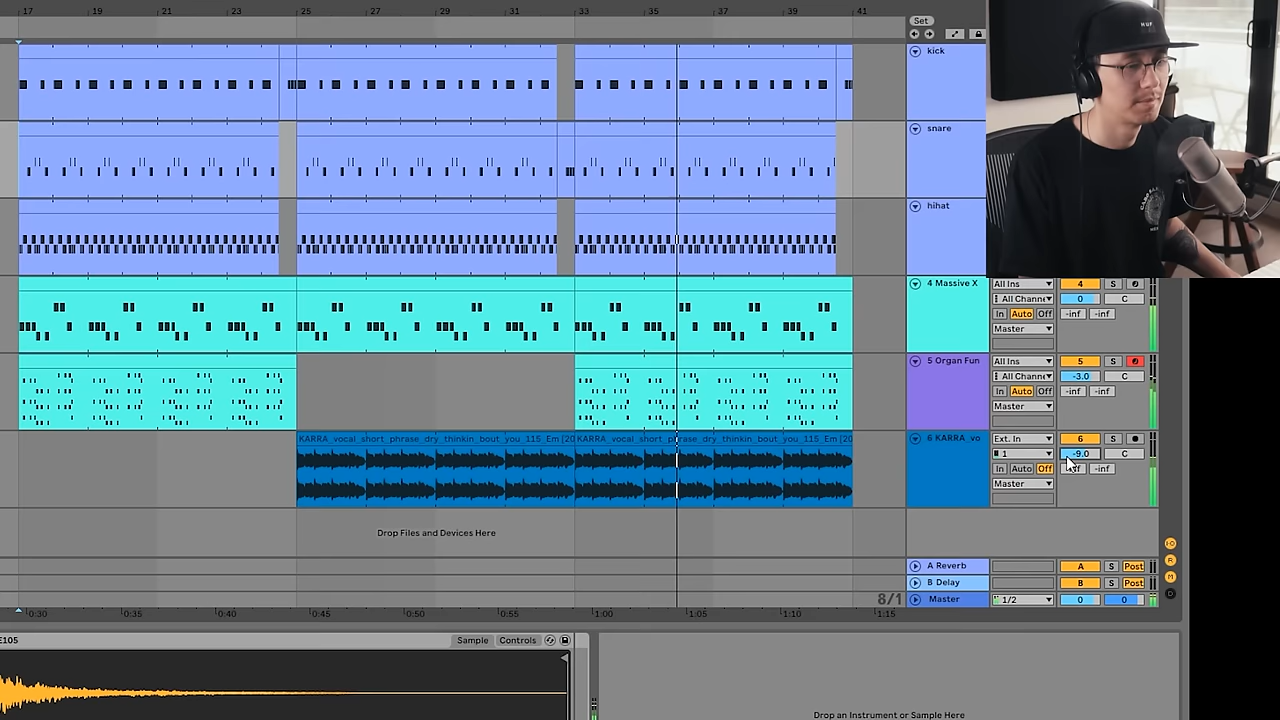 17 19 21 23 25 27 29 31 33 35 37 39 41
Set
kick
snare
hihat
HUF
4 Massive X
All Ins
4
S
All Channe
0
C
In Auto Off
-inf
-inf
Master
5 Organ Fun
All Ins
5
S
All Channe
-3.0
C
In Auto Off
-inf
-inf
Master
KARRA_vocal_short_phrase_dry_thinkin_bout_you_115_Em [20
KARRA_vocal_short_phrase_dry_thinkin_bout_you_115_Em [20
6 KARRA_vo
Ext. In
6
S
1
-9.0
C
In Auto Off
-inf
Master
Drop Files and Devices Here
A Reverb
A
S
Post
B Delay
B
S
Post
Master
1/2
0
0
8/1
0:30 0:35 0:40 0:45 0:50 0:55 1:00 1:05 1:10 1:15
E105
Sample
Controls
Drop an Instrument or Sample Here